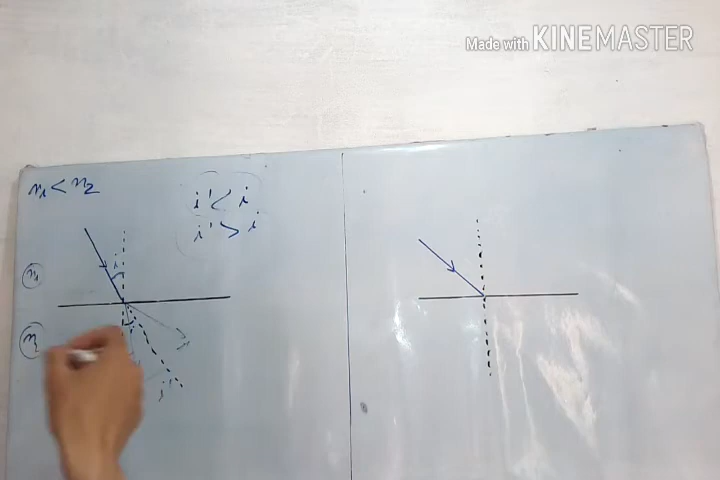 Made with KINEMASTER
n₁ < n₂
i' < i
i' > i
n₁
i
n₂
i'